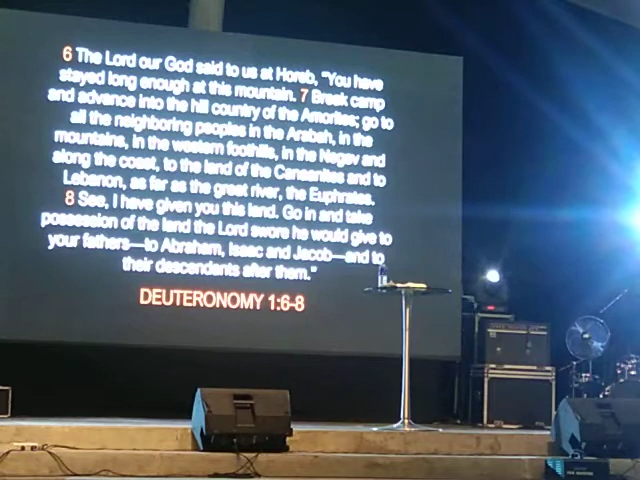 6 The Lord our God said to us at Horeb, "You have
stayed long enough at this mountain. 7 Break camp
and advance into the hill country of the Amorites; go to
all the neighboring peoples in the Arabah, in the
mountains, in the western foothills, in the Negev and
along the coast, to the land of the Canaanites and to
Lebanon, as far as the great river, the Euphrates.
8 See, I have given you this land. Go in and take
possession of the land the Lord swore he would give to
your fathers—to Abraham, Isaac and Jacob—and to
their descendants after them."
DEUTERONOMY 1:6-8